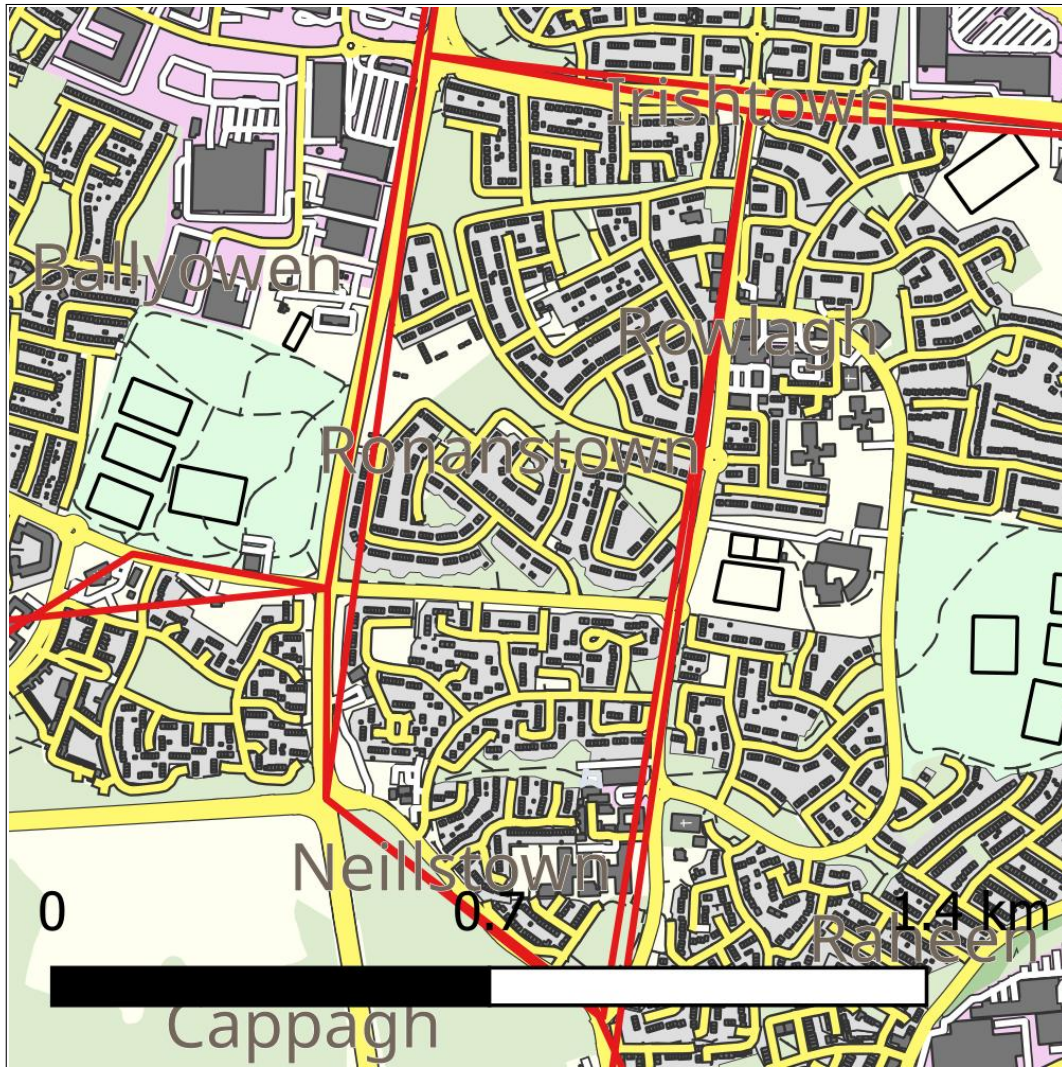 Irishtown
Ballyowen
Rowlagh
Ronanstown
Neillstown
0 0.7 1.4 km
Raheen
Cappagh